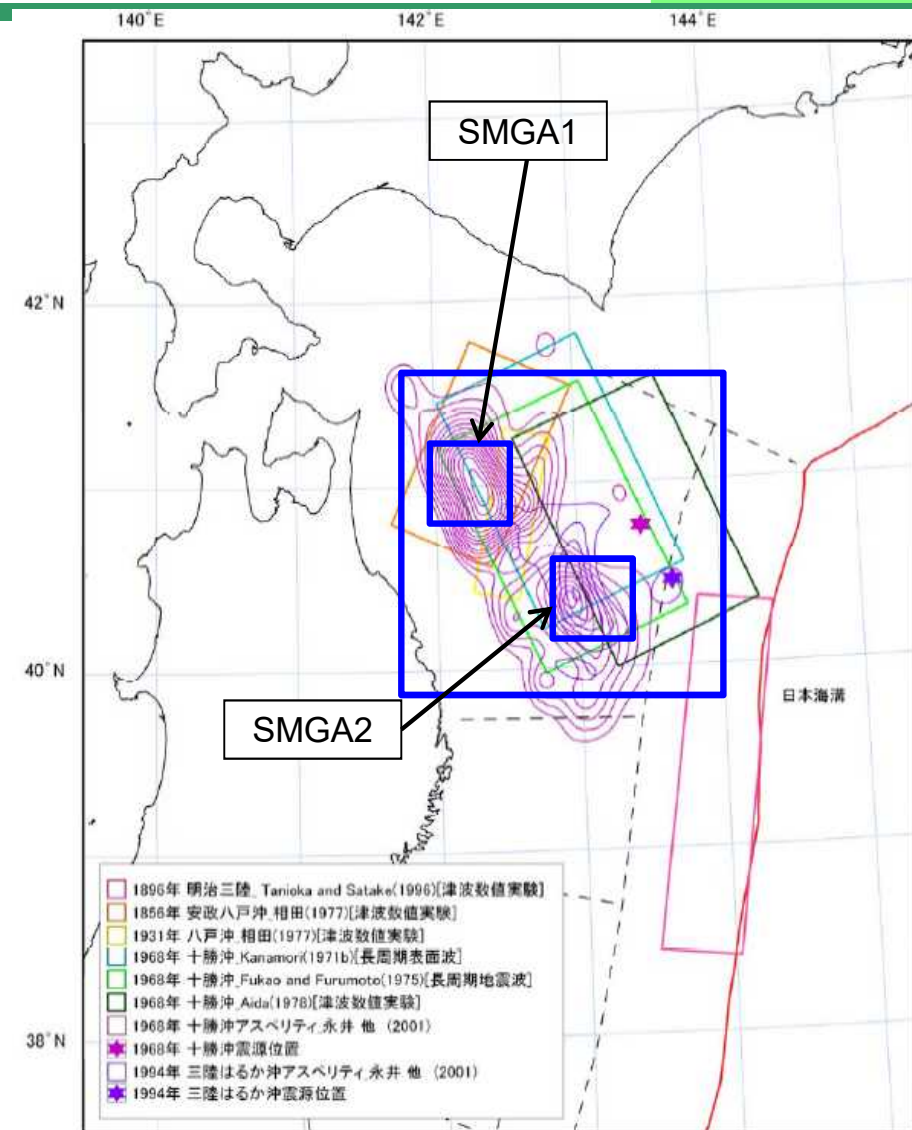 140°E 142°E 144°E
SMGA1
42°N
40°N
日本海溝
SMGA2
1896年 明治三陸_Tanioka and Satake(1996)[津波数値実験]
1856年 安政八戸沖_相田(1977)[津波数値実験]
1931年 八戸沖_相田(1977)[津波数値実験]
1968年 十勝沖_Kanamori(1971b)[長周期表面波]
1968年 十勝沖_Fukao and Furumoto(1975)[長周期地震波]
1968年 十勝沖_Aida(1978)[津波数値実験]
1968年 十勝沖アスペリティ_永井 他 (2001)
1968年 十勝沖震源位置
1994年 三陸はるか沖アスペリティ_永井 他 (2001)
1994年 三陸はるか沖震源位置
38°N